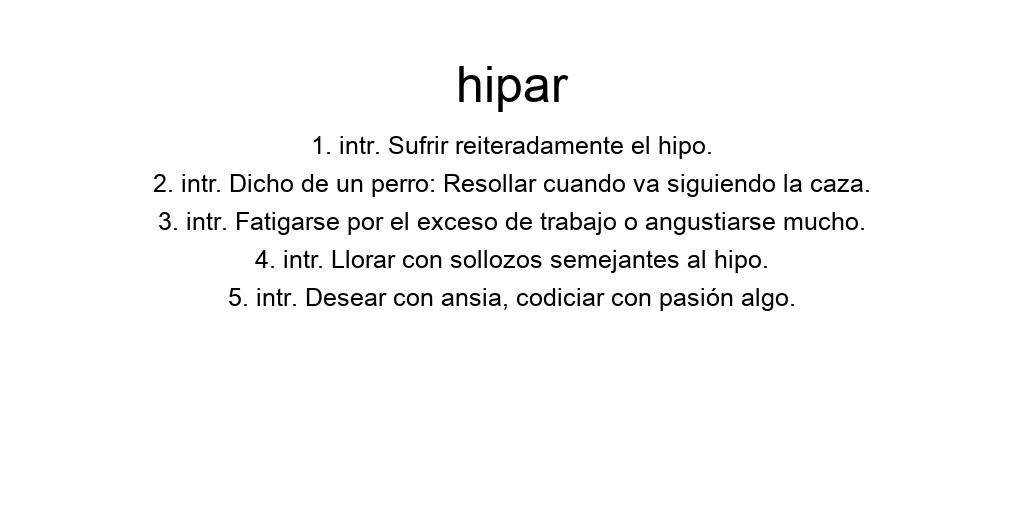 hipar
1. intr. Sufrir reiteradamente el hipo.
2. intr. Dicho de un perro: Resollar cuando va siguiendo la caza.
3. intr. Fatigarse por el exceso de trabajo o angustiarse mucho.
4. intr. Llorar con sollozos semejantes al hipo.
5. intr. Desear con ansia, codiciar con pasión algo.